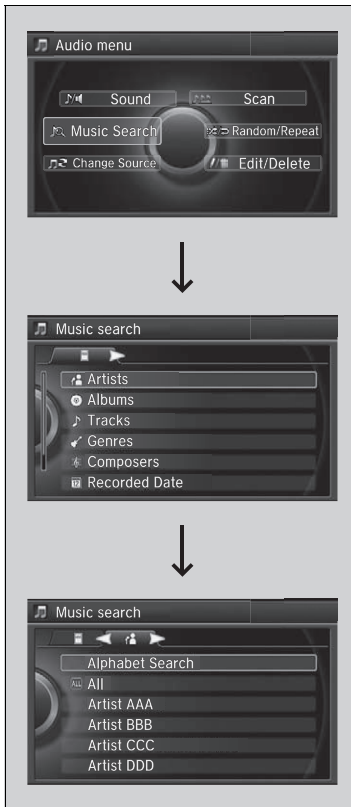 Audio menu
Sound
Scan
Music Search
Random/Repeat
Change Source
Edit/Delete
Music search
Artists
Albums
Tracks
Genres
Composers
Recorded Date
Music search
Alphabet Search
ALL All
Artist AAA
Artist BBB
Artist CCC
Artist DDD